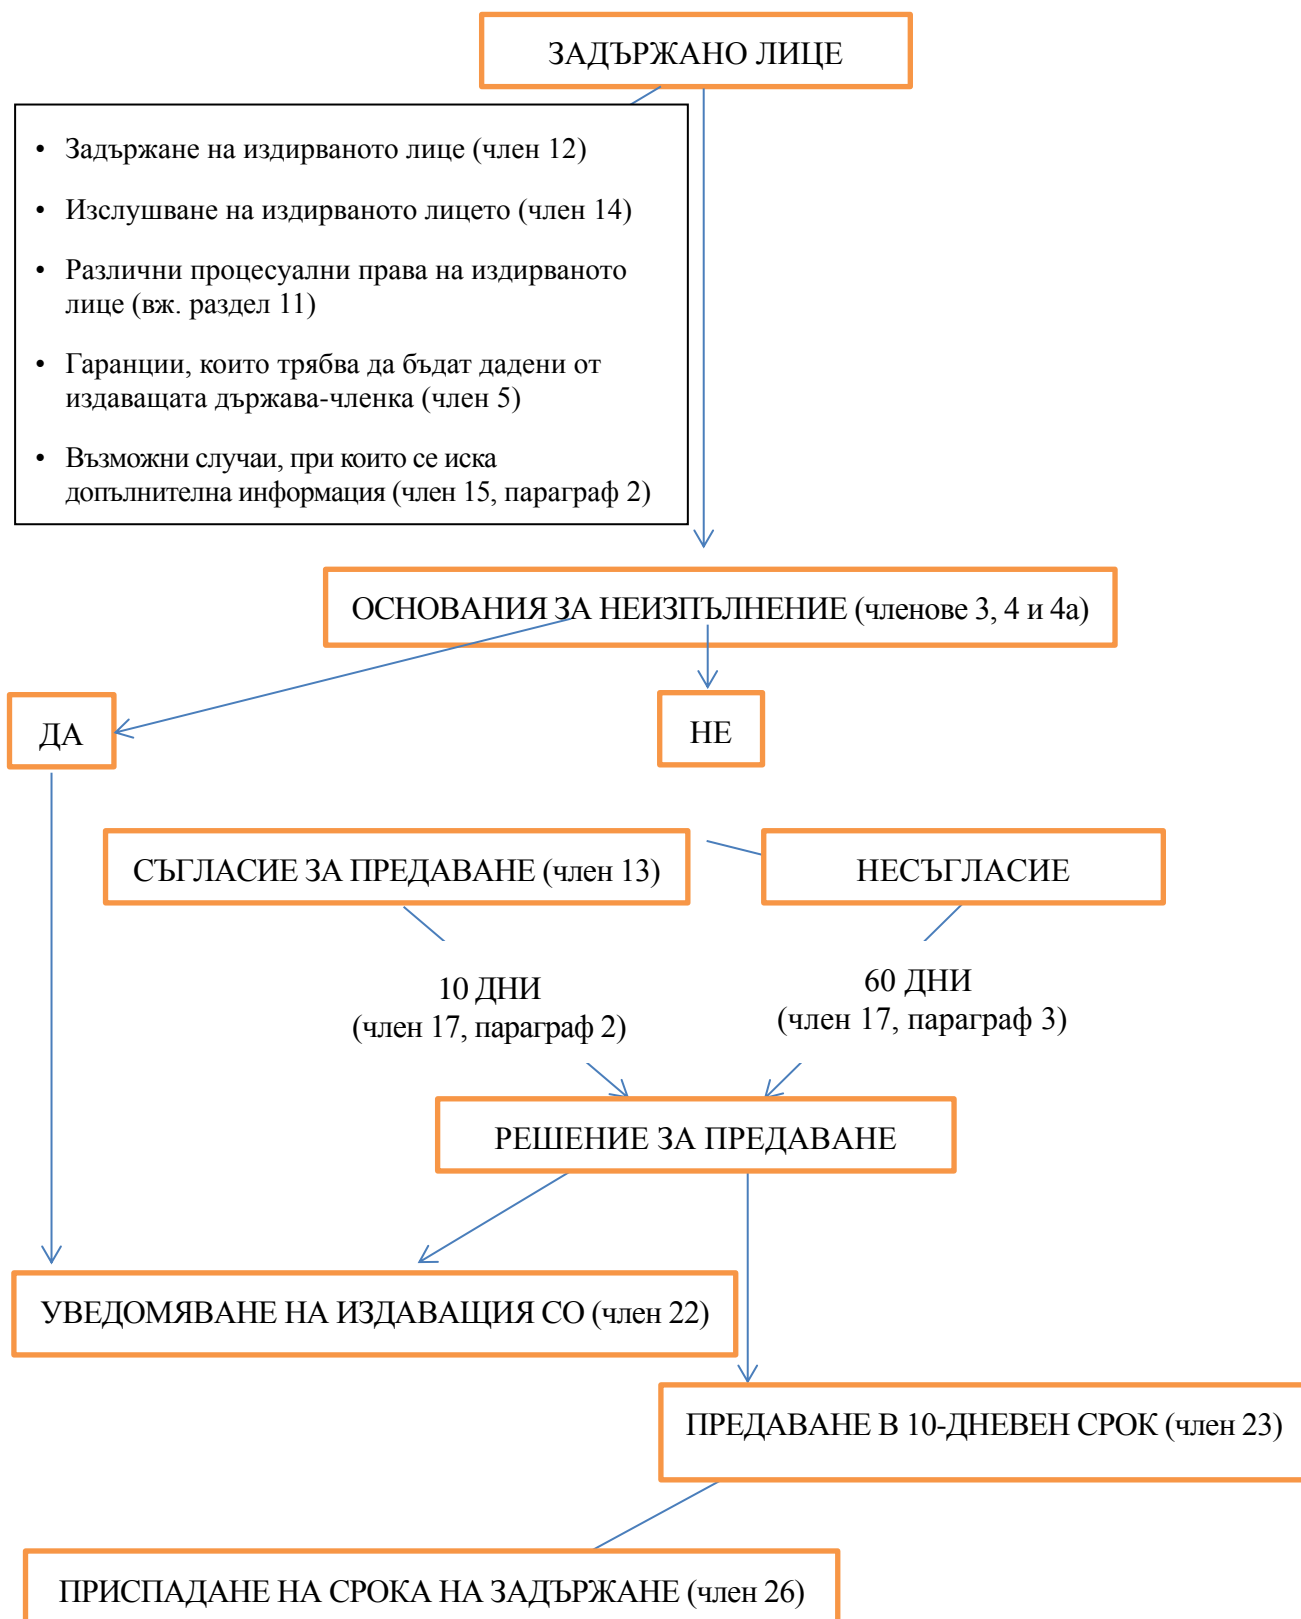 ЗАДЪРЖАНО ЛИЦЕ
• Задържане на издирваното лице (член 12)
• Изслушване на издирваното лицето (член 14)
• Различни процесуални права на издирваното
лице (вж. раздел 11)
• Гаранции, които трябва да бъдат дадени от
издаващата държава-членка (член 5)
• Възможни случаи, при които се иска
допълнителна информация (член 15, параграф 2)
ОСНОВАНИЯ ЗА НЕИЗПЪЛНЕНИЕ (членове 3, 4 и 4а)
ДА
НЕ
СЪГЛАСИЕ ЗА ПРЕДАВАНЕ (член 13)
НЕСЪГЛАСИЕ
10 ДНИ
(член 17, параграф 2)
60 ДНИ
(член 17, параграф 3)
РЕШЕНИЕ ЗА ПРЕДАВАНЕ
УВЕДОМЯВАНЕ НА ИЗДАВАЩИЯ СО (член 22)
ПРЕДАВАНЕ В 10-ДНЕВЕН СРОК (член 23)
ПРИСПАДАНЕ НА СРОКА НА ЗАДЪРЖАНЕ (член 26)